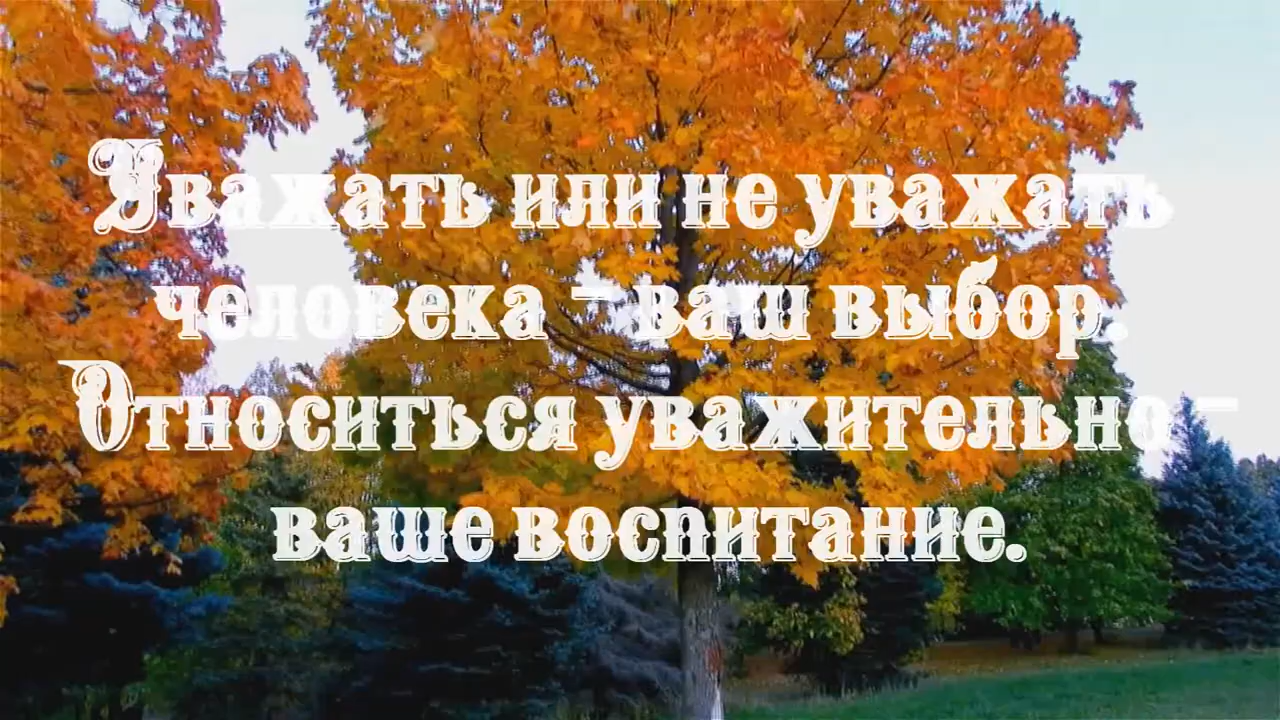 Уважать или не уважать
человека - ваш выбор.
Относиться уважительно -
ваше воспитание.